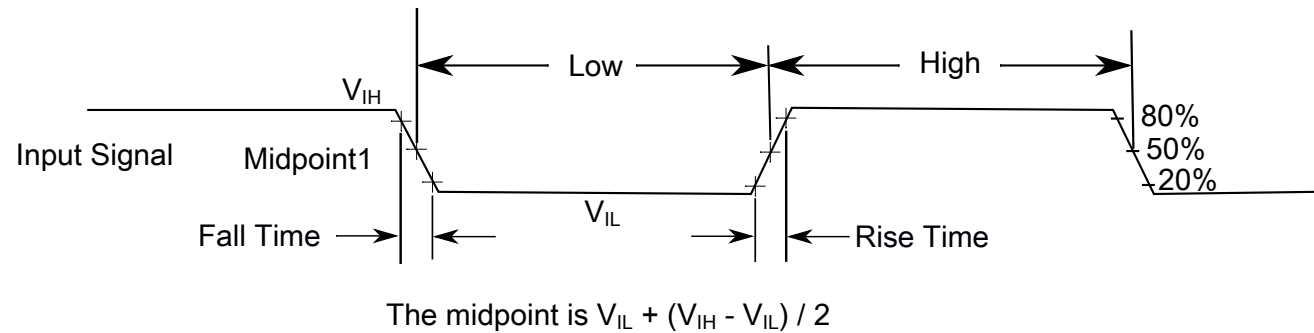 Low
High
VIH
80%
Input Signal
Midpoint1
50%
20%
VIL
Fall Time
Rise Time
The midpoint is VIL + (VIH - VIL) / 2